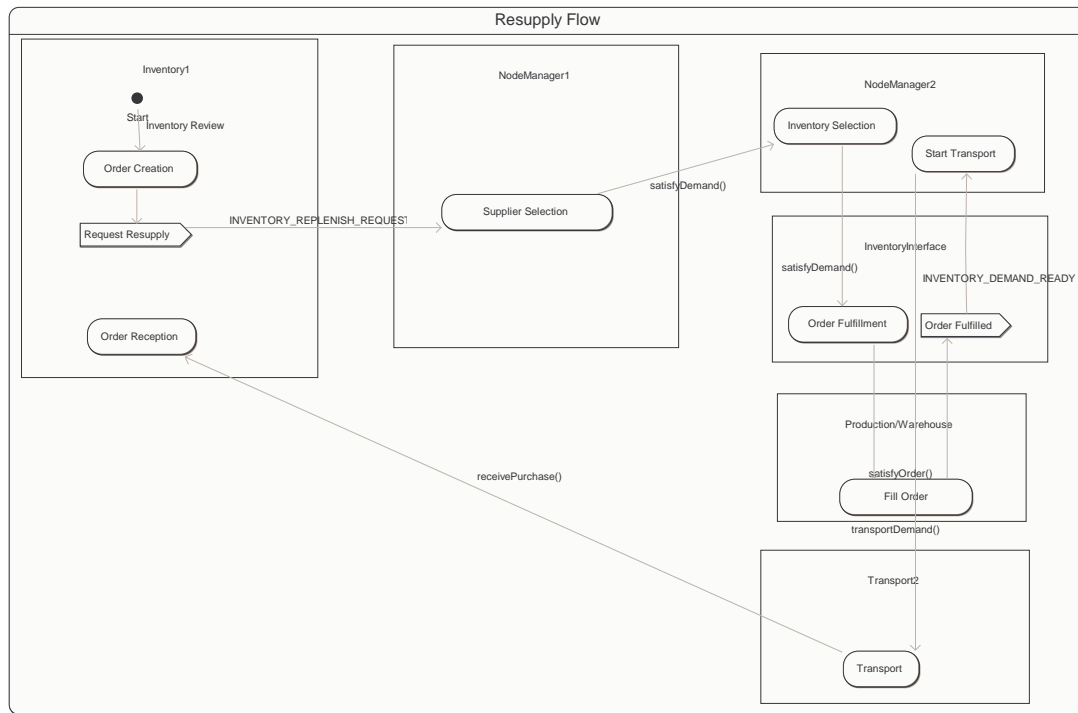 Resupply Flow
Inventory1
Start
Inventory Review
Order Creation
Request Resupply
INVENTORY_REPLENISH_REQUEST
Order Reception
NodeManager1
Supplier Selection
satisfyDemand()
NodeManager2
Inventory Selection
Start Transport
InventoryInterface
satisfyDemand()
INVENTORY_DEMAND_READY
Order Fulfillment
Order Fulfilled
Production/Warehouse
satisfyOrder()
Fill Order
transportDemand()
Transport2
Transport
receivePurchase()